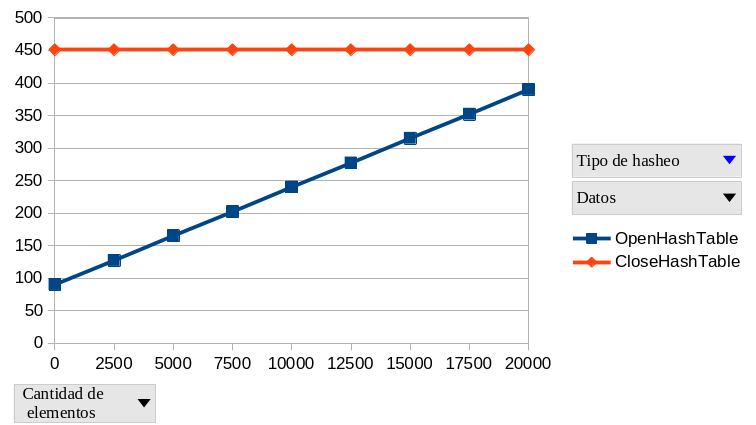 500
450
400
350
300
250
200
150
100
50
0
0 2500 5000 7500 10000 12500 15000 17500 20000
Cantidad de
elementos
Tipo de hasheo
Datos
OpenHashTable
CloseHashTable